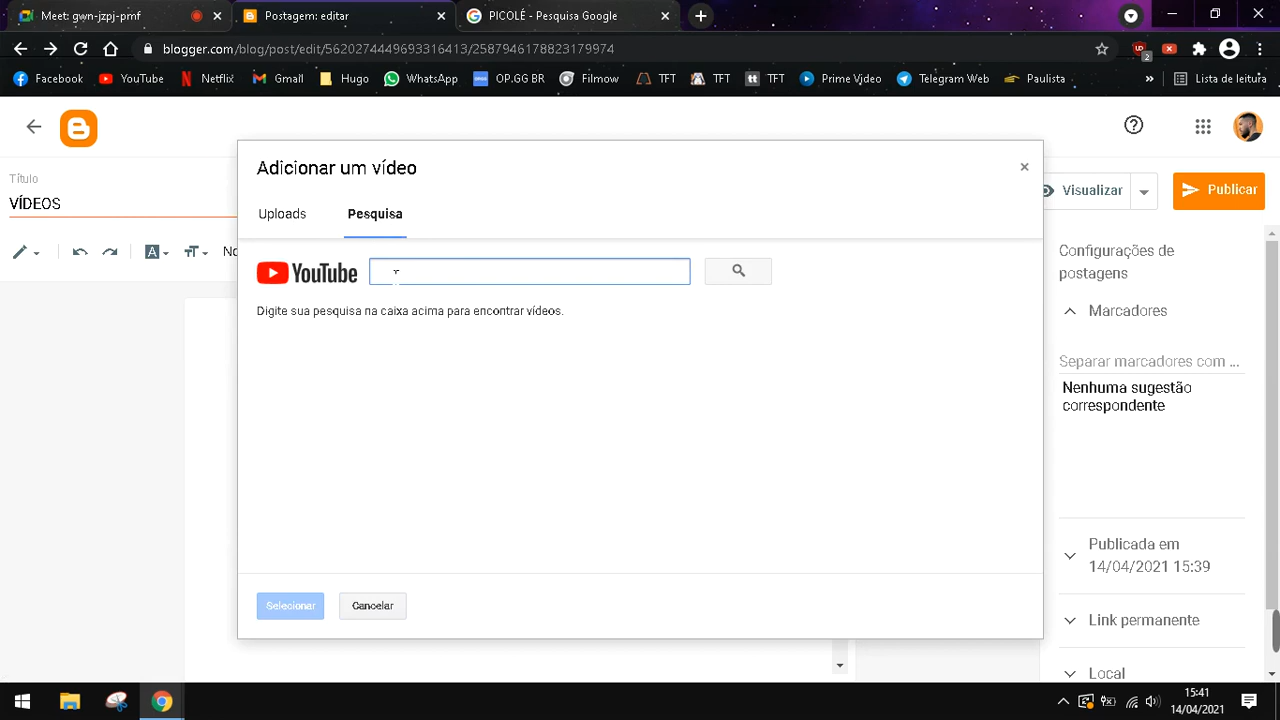 Meet: gwn-jzpj-pmf
Postagem: editar
PICOLÉ - Pesquisa Google
blogger.com/blog/post/edit/5620274449693316413/2587946178823179974
2
Facebook
YouTube
Netflix
Gmail
Hugo
WhatsApp
OP.GG BR
Filmow
TFT
TFT
TFT
Prime Video
Telegram Web
Paulista
»
Lista de leitura
Título
VÍDEOS
No
Adicionar um vídeo
Uploads
Pesquisa
YouTube
Digite sua pesquisa na caixa acima para encontrar vídeos.
Selecionar
Cancelar
Visualizar
Publicar
Configurações de
postagens
Marcadores
Separar marcadores com ...
Nenhuma sugestão
correspondente
Publicada em
14/04/2021 15:39
Link permanente
Local
15:41
14/04/2021